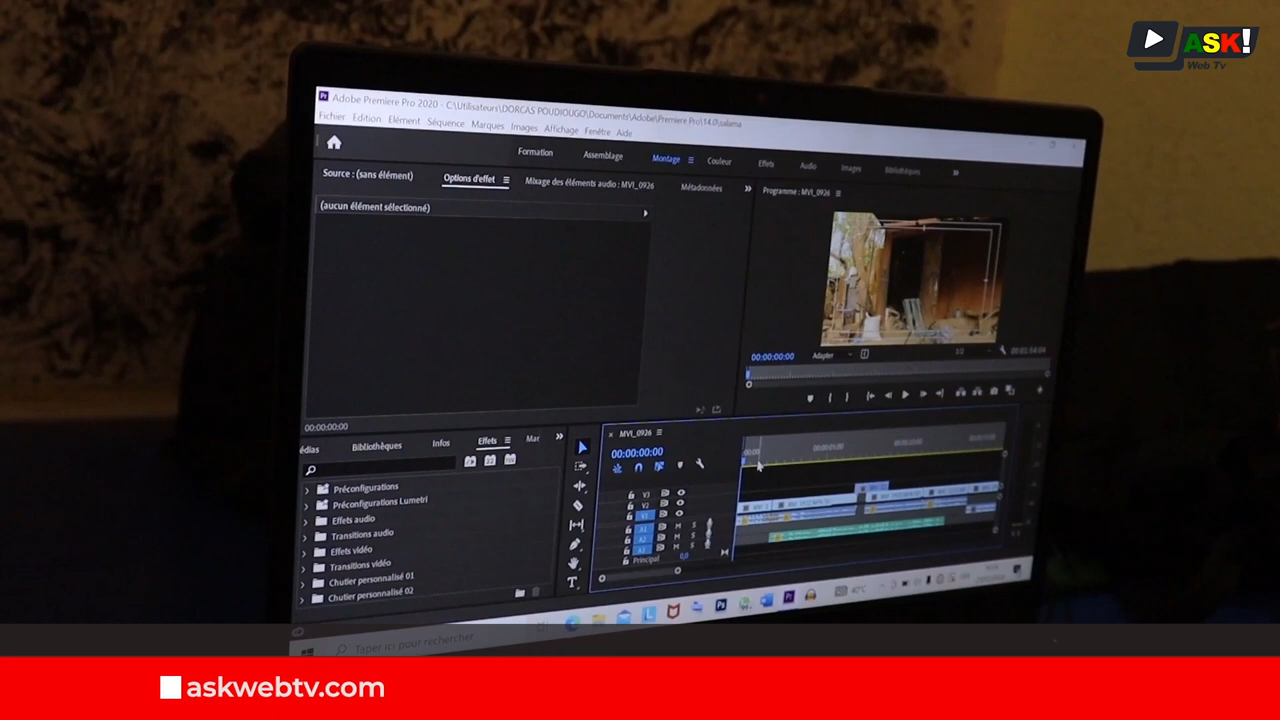 ASK!
Web Tv
Adobe Premiere Pro 2020 - C:\Utilisateurs\DORCAS POUDIOUGO\Documents\Adobe\Premiere Pro\14.0\salama
Fichier Edition Elément Séquence Marques Images Affichage Fenêtre Aide
Formation Assemblage Montage Couleur Effets Audio Images Bibliothèques
Source : (sans élément) Options d'effet Mixage des éléments audio : MVI_0926 Métadonnées
Programme : MVI_0926
(aucun élément sélectionné)
00:00:00:00 Adapter 1/2
00:00:00:00
édias Bibliothèques Infos Effets Mar
Préconfigurations
Préconfigurations Lumetri
Effets audio
Transitions audio
Effets vidéo
Transitions vidéo
Chutier personnalisé 01
Chutier personnalisé 02
MVI_0926
00:00:00:00
V3
V2
V1
A1 M S
A2 M S
A3 M S
Principal 0,0
40°C
Taper ici pour rechercher
askwebtv.com